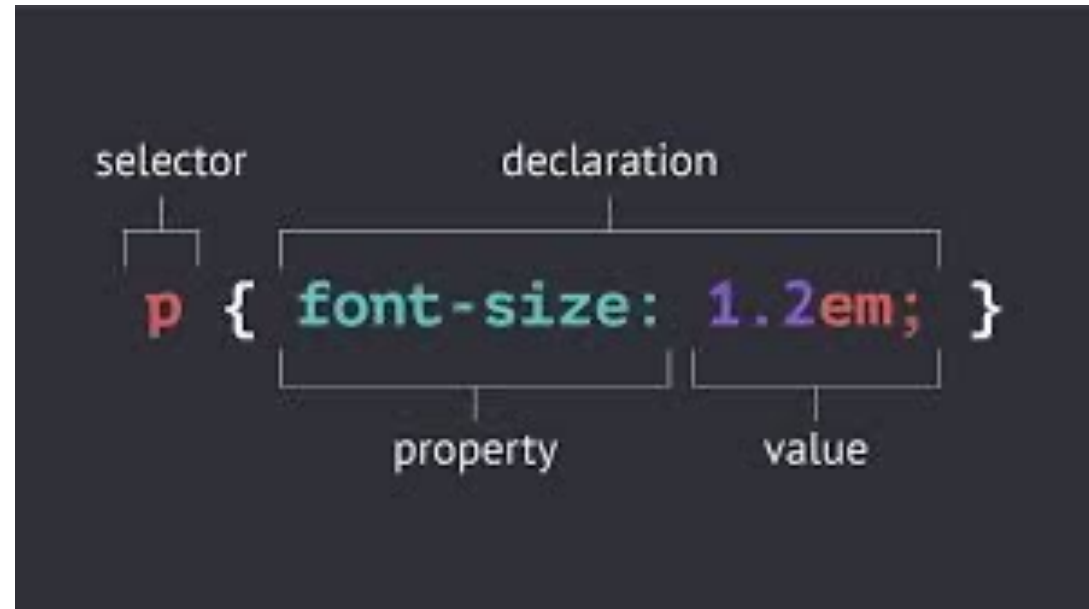 selector declaration
p { font-size: 1.2em; }
property value